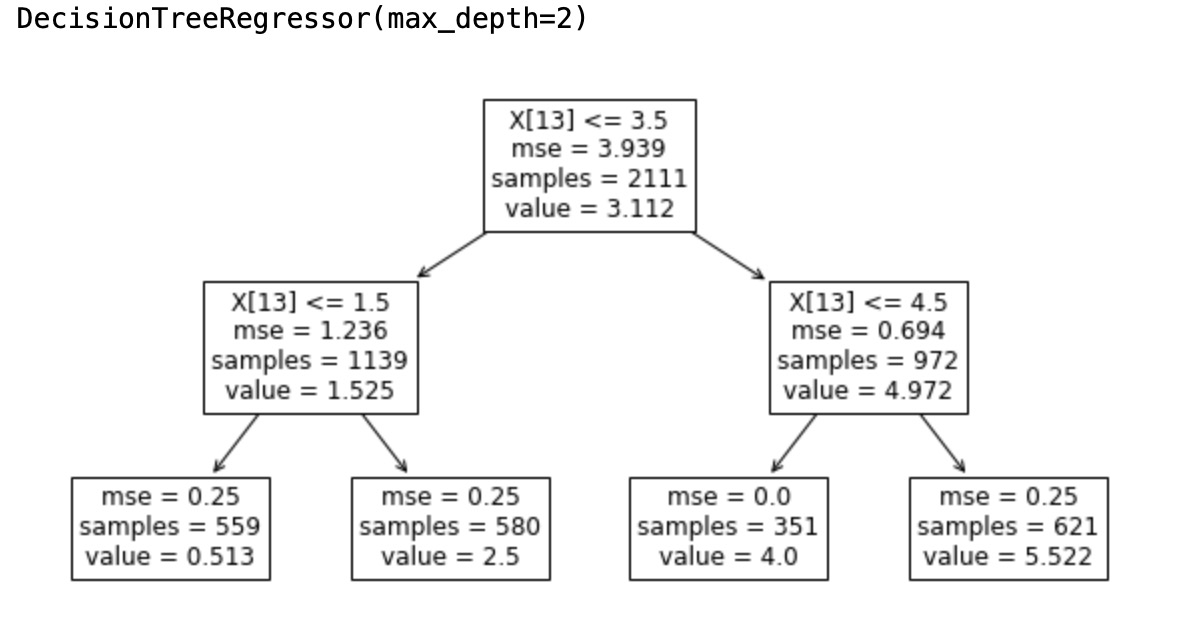 DecisionTreeRegressor(max_depth=2)
X[13] <= 3.5
mse = 3.939
samples = 2111
value = 3.112
X[13] <= 1.5
mse = 1.236
samples = 1139
value = 1.525
X[13] <= 4.5
mse = 0.694
samples = 972
value = 4.972
mse = 0.25
samples = 559
value = 0.513
mse = 0.25
samples = 580
value = 2.5
mse = 0.0
samples = 351
value = 4.0
mse = 0.25
samples = 621
value = 5.522